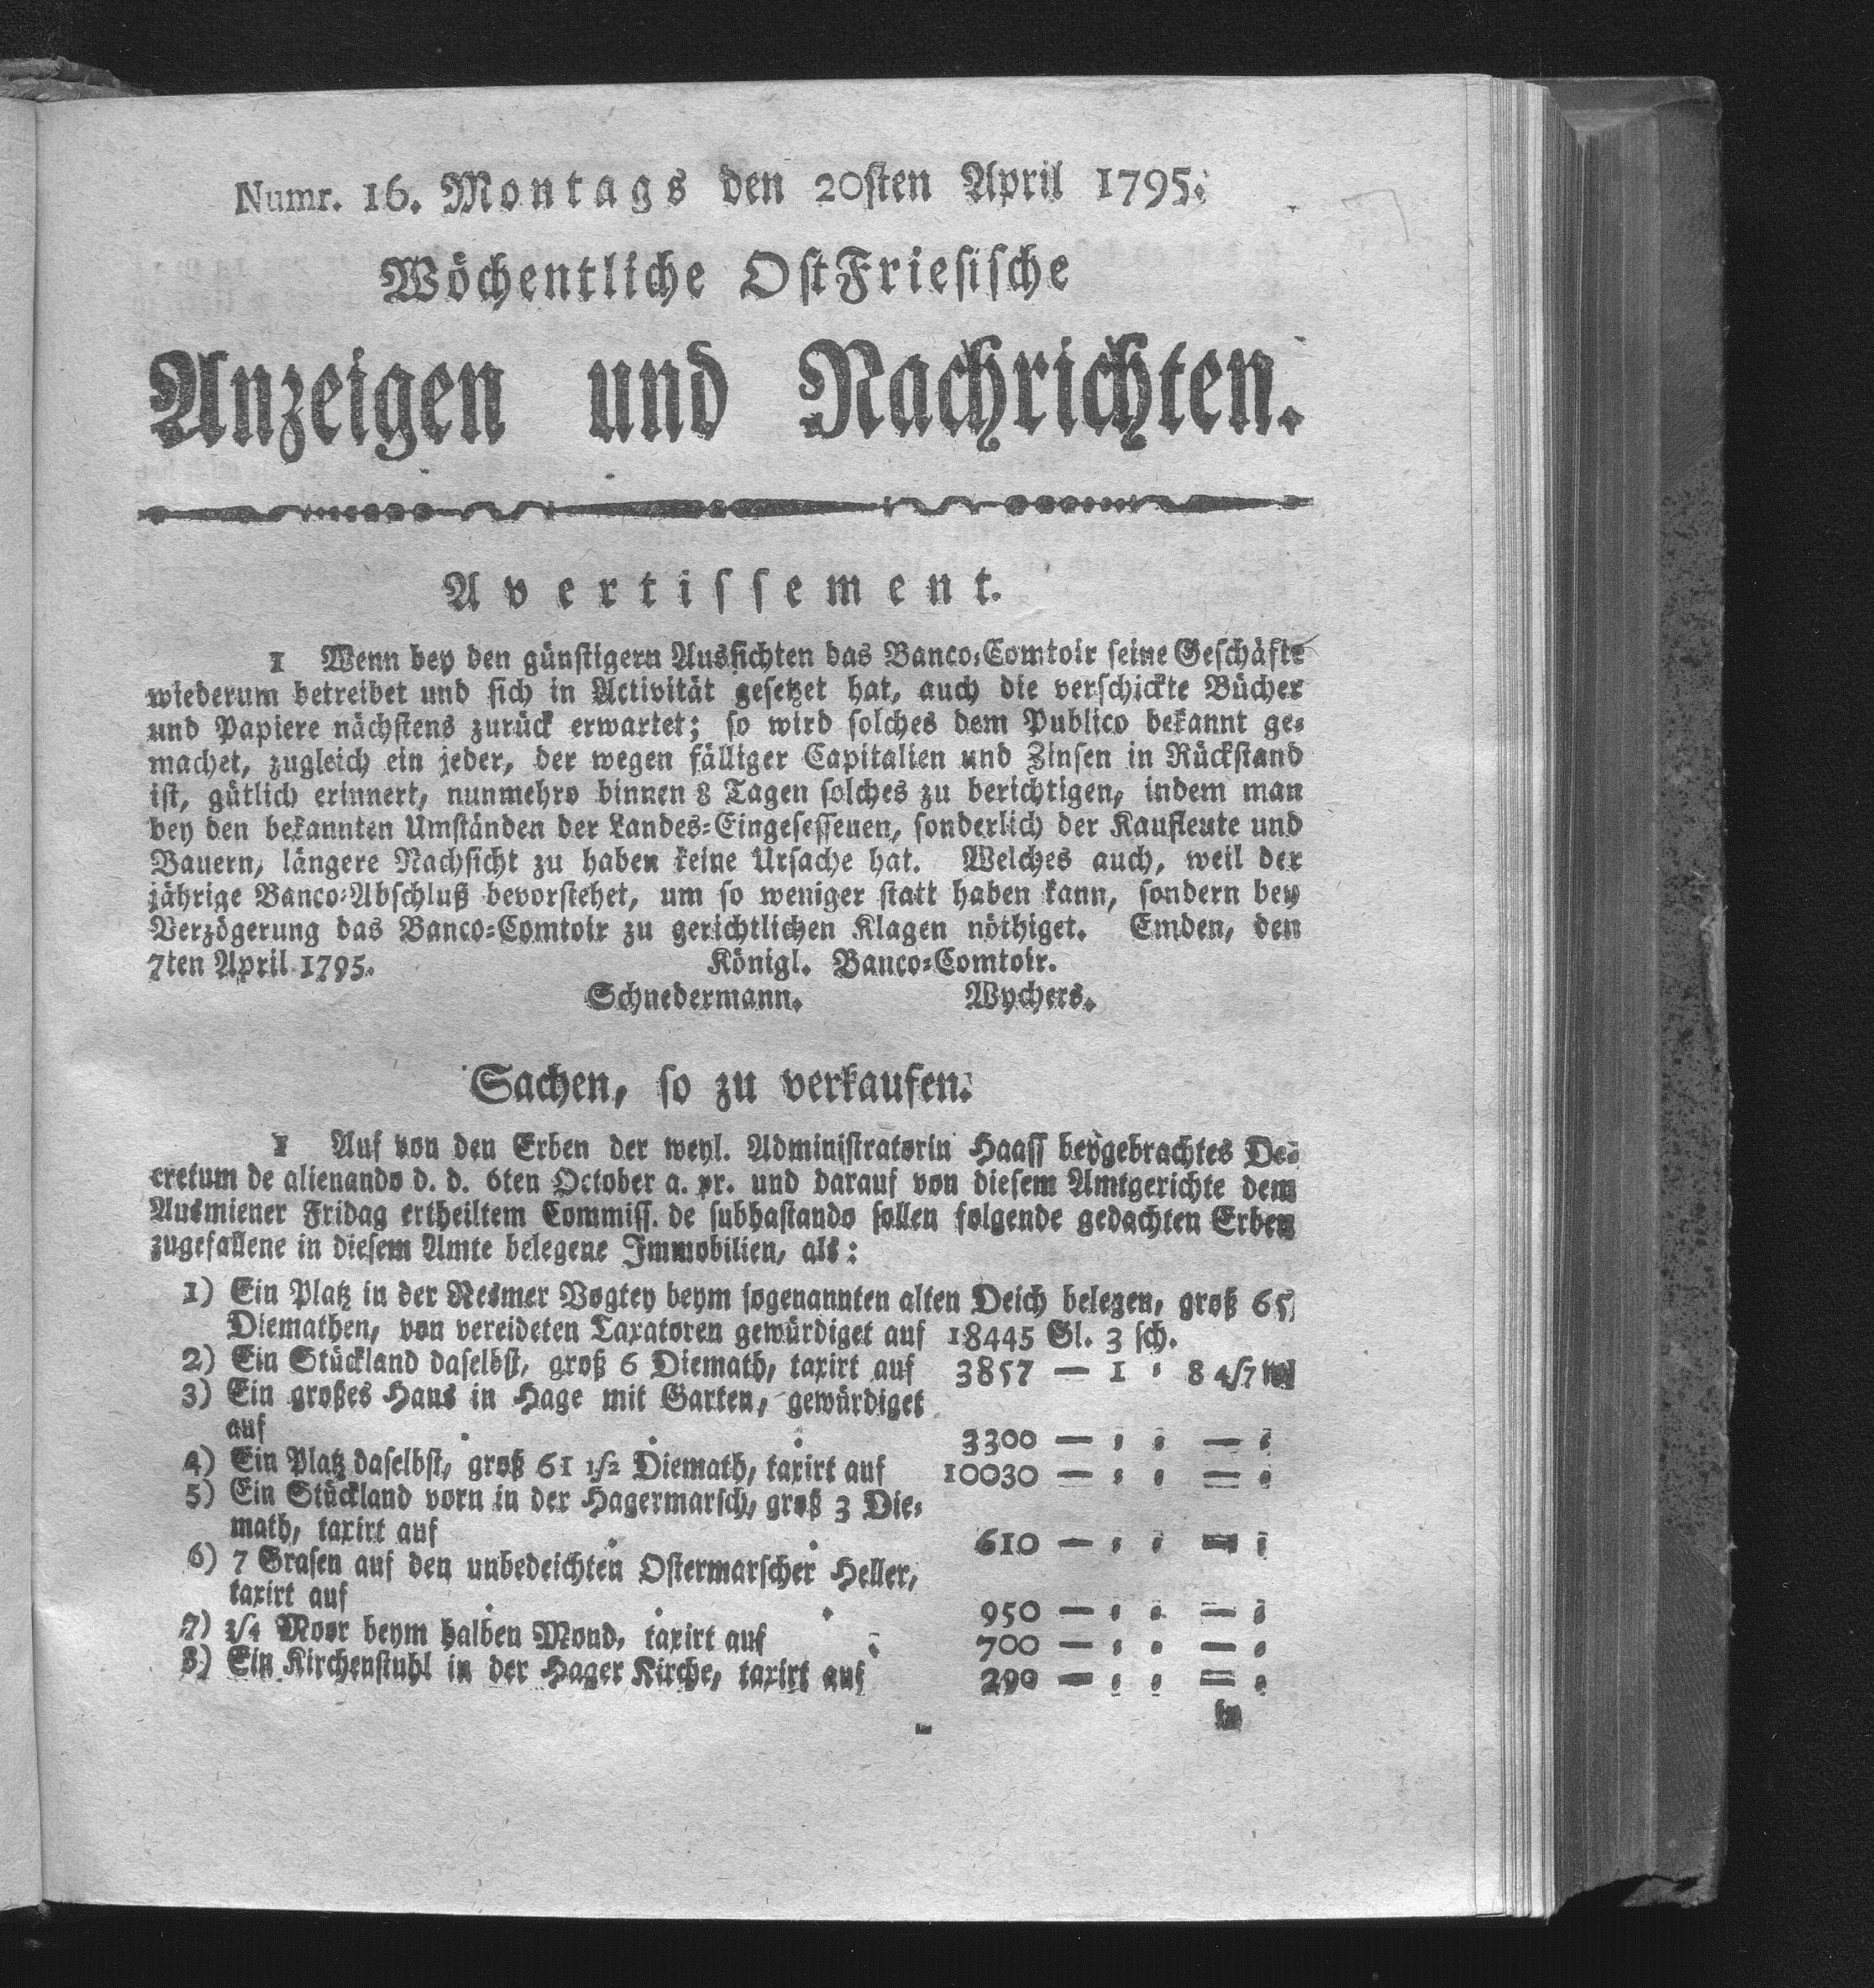 Numr. 16. Montags den 20sten April 1795.
Wöchentliche OstFriesische
Anzeigen und Nachrichten.
Avertissement.
1 Wenn bey den günstigern Aussichten das Banco-Comtoir seine Geschäfte
wiederum betreibet und sich in Activität gesetzet hat, auch die verschickte Bücher
und Papiere nächstens zurück erwartet; so wird solches dem Publico bekannt ge-
machet, zugleich ein jeder, der wegen fälliger Capitalien und Zinsen in Rückstand
ist, gütlich erinnert, nunmehro binnen 8 Tagen solches zu berichtigen, indem man
bey den bekannten Umständen der Landes-Eingesessenen, sonderlich der Kaufleute und
Bauern, längere Nachsicht zu haben keine Ursache hat. Welches auch, weil der
jährige Banco-Abschluß bevorstehet, um so weniger statt haben kann, sondern bey
Verzögerung das Banco-Comtoir zu gerichtlichen Klagen nöthiget. Emden, den
7ten April 1795. Königl. Banco-Comtoir.
Schnedermann. Wychers.
Sachen, so zu verkaufen.
1 Auf von den Erben der weyl. Administratorin Haass beygebrachtes De-
cretum de alienando d. d. 6ten October a. pr. und darauf von diesem Amtgerichte dem
Ausmiener Fridag ertheiltem Commiss. de subhastando sollen folgende gedachten Erben
zugefallene in diesem Amte belegene Immobilien, als:
1) Ein Platz in der Nesmer Vogtey beym sogenannten alten Deich belegen, groß 65
Diemathen, von vereideten Taxatoren gewürdiget auf 18445 Gl. 3 sch.
2) Ein Stückland daselbst, groß 6 Diemath, taxirt auf 3857 — 1 - 8 4/7 w
3) Ein großes Haus in Hage mit Garten, gewürdiget
auf . . . 3300 — - - — -
4) Ein Platz daselbst, groß 61 1/2 Diemath, taxirt auf 10030 — - - — -
5) Ein Stückland vorn in der Hagermarsch, groß 3 Die-
math, taxirt auf . . 610 — - - — -
6) 7 Grasen auf den unbedeichten Ostermarscher Heller,
taxirt auf . . . 950 — - - — -
7) 3/4 Moor beym halben Mond, taxirt auf . 700 — - - — -
8) Ein Kirchenstuhl in der Hager Kirche, taxirt auf 290 — - - — -